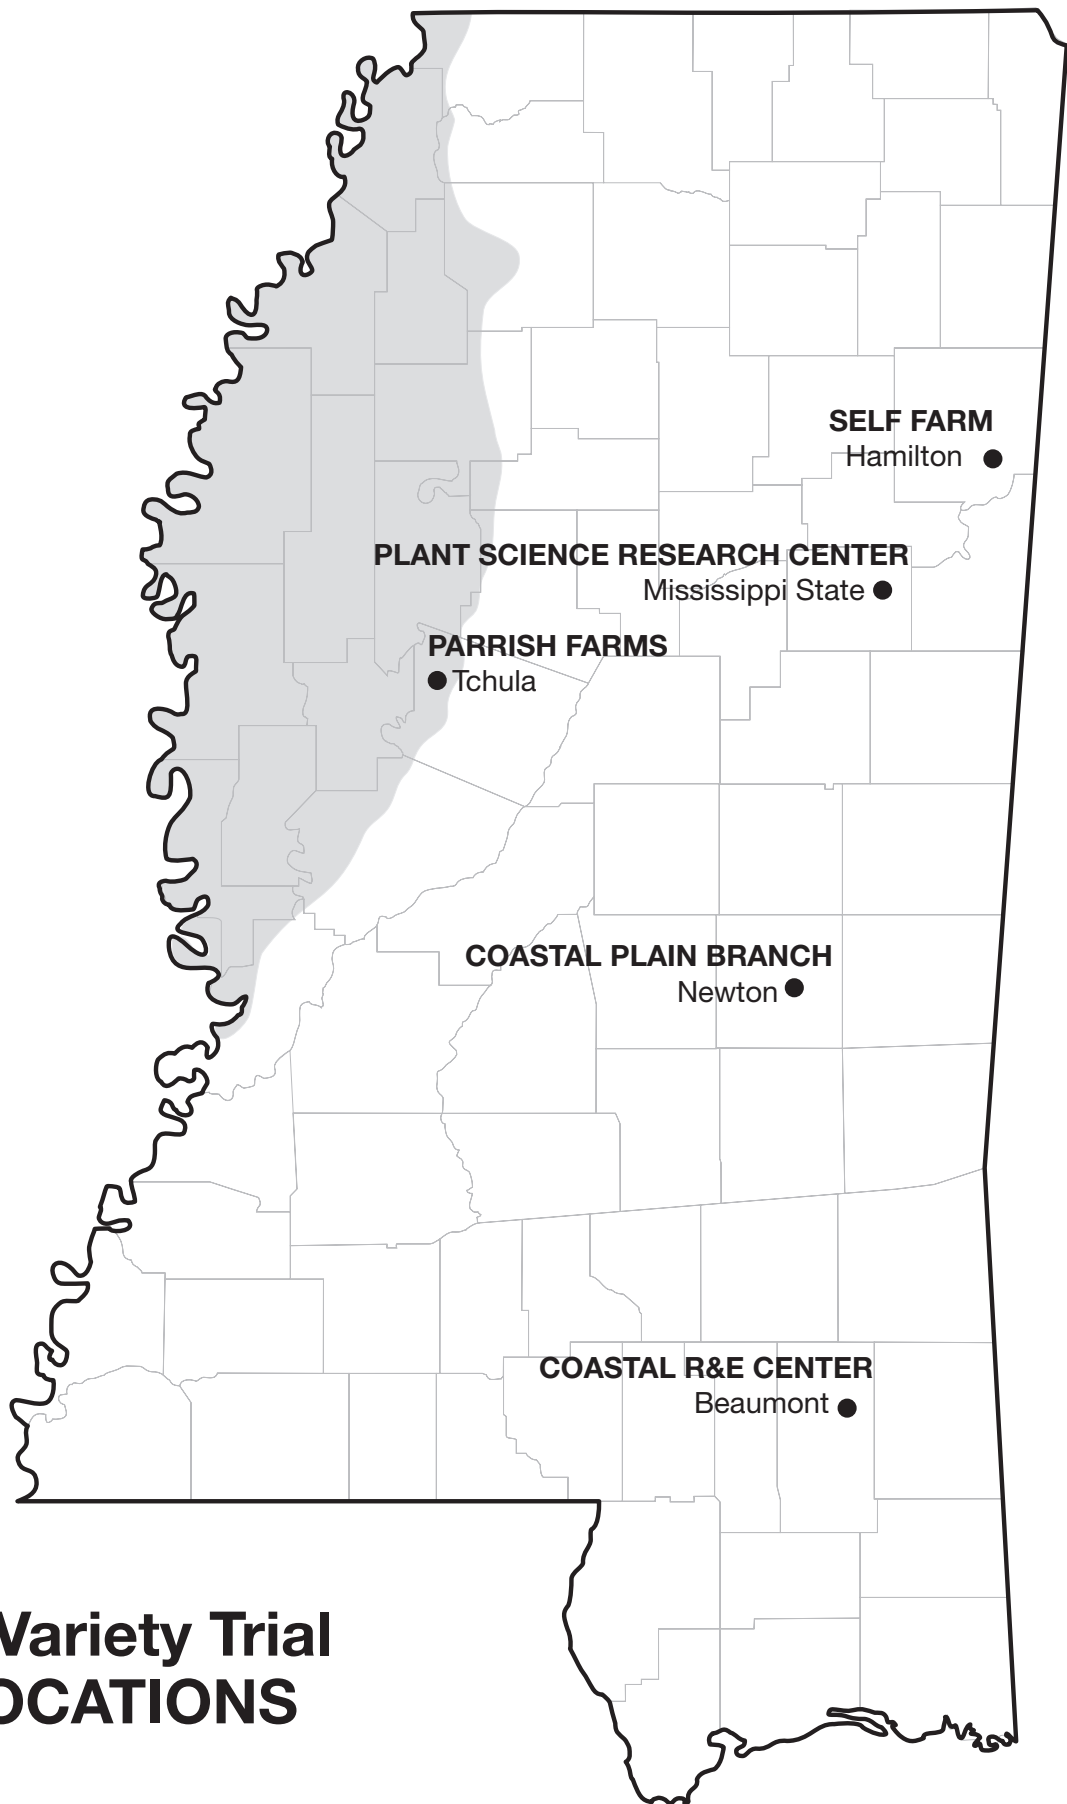 SELF FARM
Hamilton
PLANT SCIENCE RESEARCH CENTER
Mississippi State
PARRISH FARMS
Tchula
COASTAL PLAIN BRANCH
Newton
COASTAL R&E CENTER
Beaumont
Variety Trial
OCATIONS